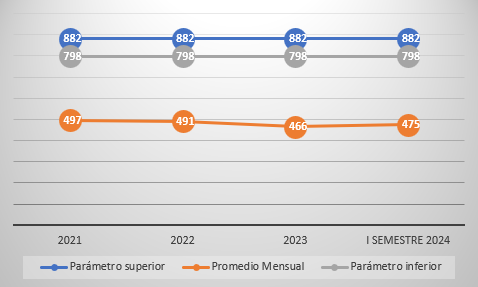 882 882 882 882
798 798 798 798
497 491 466 475
2021 2022 2023 I SEMESTRE 2024
Parámetro superior Promedio Mensual Parámetro inferior